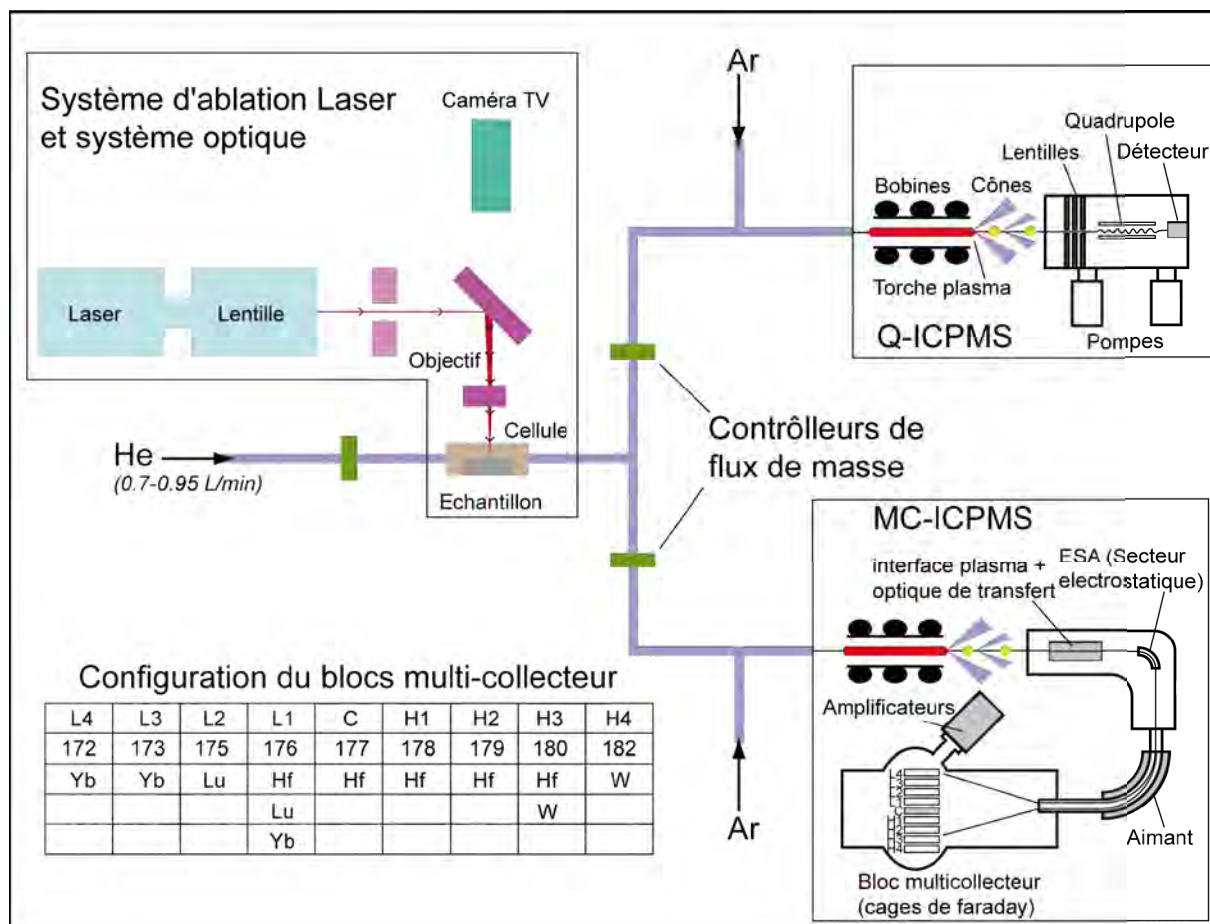 Système d'ablation Laser
et système optique
Caméra TV
Laser
Lentille
Objectif
Cellule
Echantillon
He
(0.7-0.95 L/min)
Ar
Quadrupole
Lentilles
Détecteur
Bobines
Cônes
Torche plasma
Q-ICPMS
Pompes
Contrôlleurs de
flux de masse
MC-ICPMS
interface plasma +
optique de transfert
ESA (Secteur
electrostatique)
Amplificateurs
Aimant
Bloc multicollecteur
(cages de faraday)
Ar
Configuration du blocs multi-collecteur
L4 L3 L2 L1 C H1 H2 H3 H4
172 173 175 176 177 178 179 180 182
Yb Yb Lu Hf Hf Hf Hf Hf W
Lu W
Yb